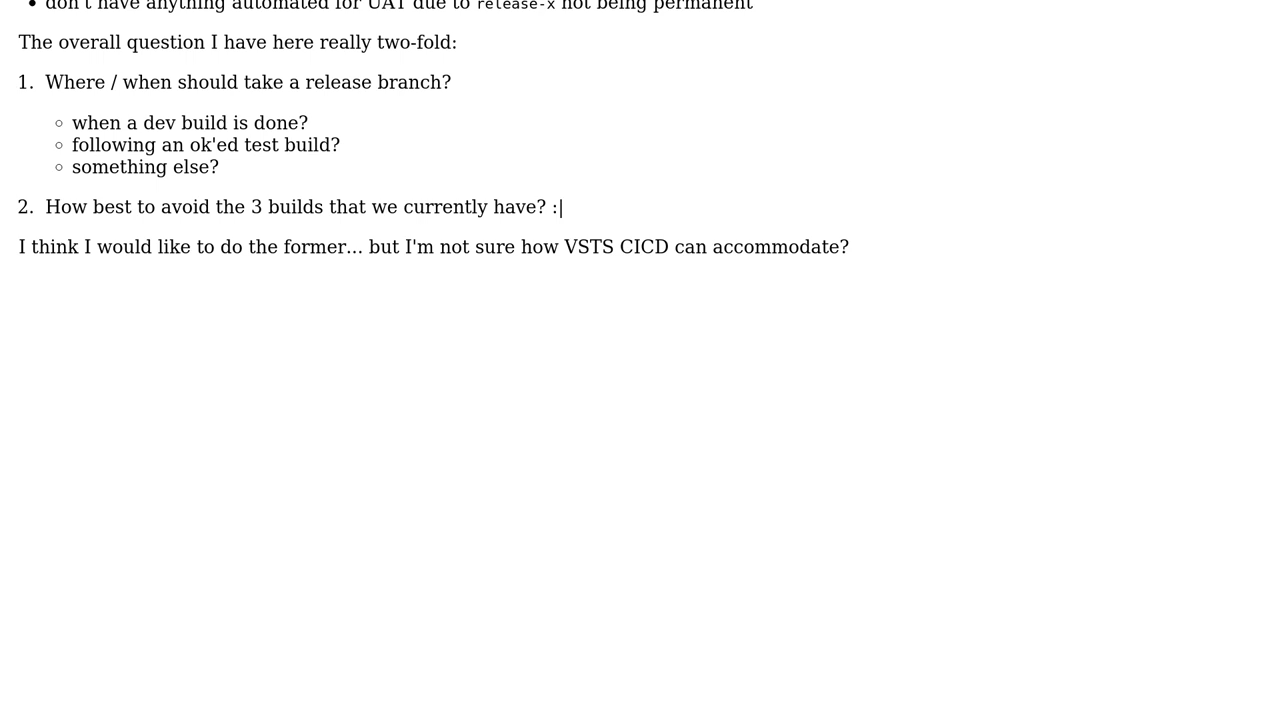 don't have anything automated for UAT due to release-x not being permanent
The overall question I have here really two-fold:
1. Where / when should take a release branch?
when a dev build is done?
following an ok'ed test build?
something else?
2. How best to avoid the 3 builds that we currently have? :|
I think I would like to do the former... but I'm not sure how VSTS CICD can accommodate?